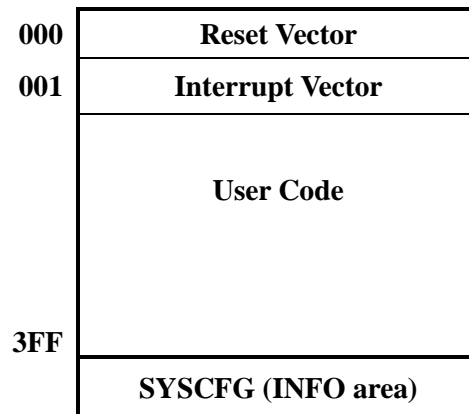 000 Reset Vector
001 Interrupt Vector
User Code
3FF
SYSCFG (INFO area)